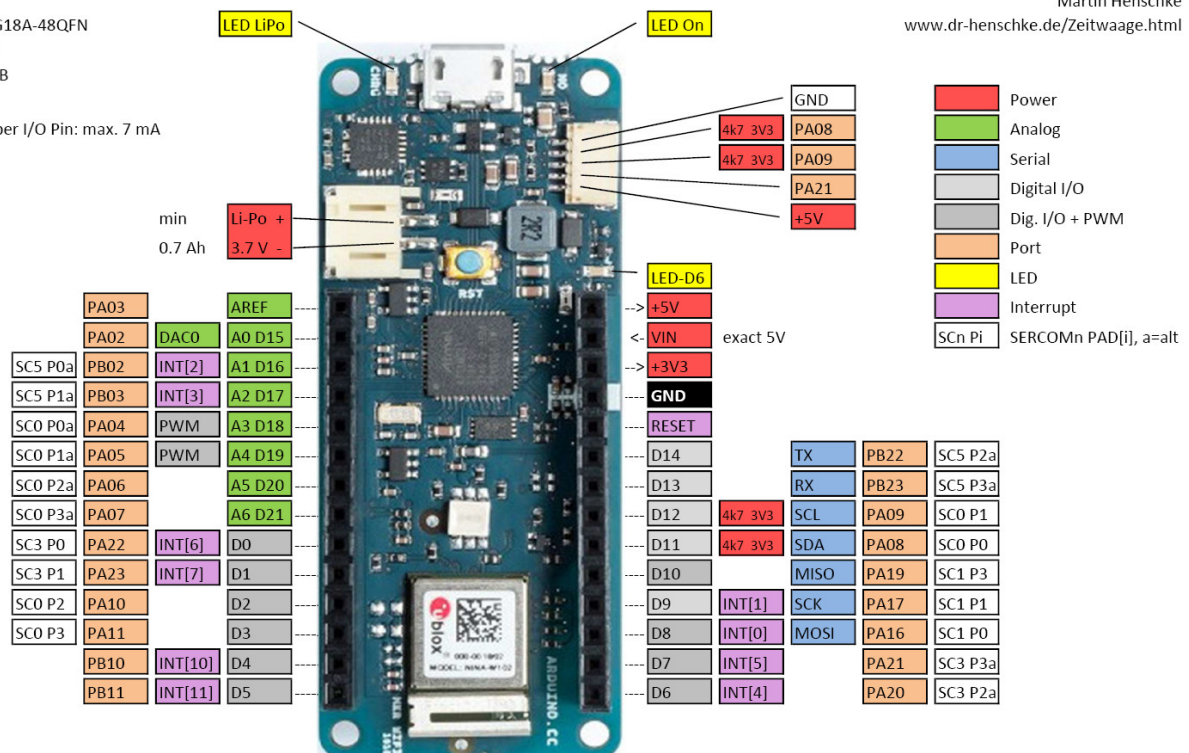 Martin Henschke
G18A-48QFN LED LiPo LED On www.dr-henschke.de/Zeitwaage.html
B
GND Power
per I/O Pin: max. 7 mA 4k7 3V3 PA08 Analog
4k7 3V3 PA09 Serial
PA21 Digital I/O
min Li-Po + +5V Dig. I/O + PWM
0.7 Ah 3.7 V - 2R2 Port
LED-D6 LED
RST
PA03 AREF +5V Interrupt
PA02 DAC0 A0 D15 VIN exact 5V SCn Pi SERCOMn PAD[i], a=alt
SC5 P0a PB02 INT[2] A1 D16 +3V3
SC5 P1a PB03 INT[3] A2 D17 GND
SC0 P0a PA04 PWM A3 D18 RESET
SC0 P1a PA05 PWM A4 D19 D14 TX PB22 SC5 P2a
SC0 P2a PA06 A5 D20 D13 RX PB23 SC5 P3a
SC0 P3a PA07 A6 D21 D12 4k7 3V3 SCL PA09 SC0 P1
SC3 P0 PA22 INT[6] D0 D11 4k7 3V3 SDA PA08 SC0 P0
SC3 P1 PA23 INT[7] D1 D10 MISO PA19 SC1 P3
SC0 P2 PA10 D2 D9 INT[1] SCK PA17 SC1 P1
SC0 P3 PA11 D3 D8 INT[0] MOSI PA16 SC1 P0
PB10 INT[10] D4 D7 INT[5] PA21 SC3 P3a
PB11 INT[11] D5 D6 INT[4] PA20 SC3 P2a
ublox
MODEL: NINA-W102
ARDUINO.CC
MKR